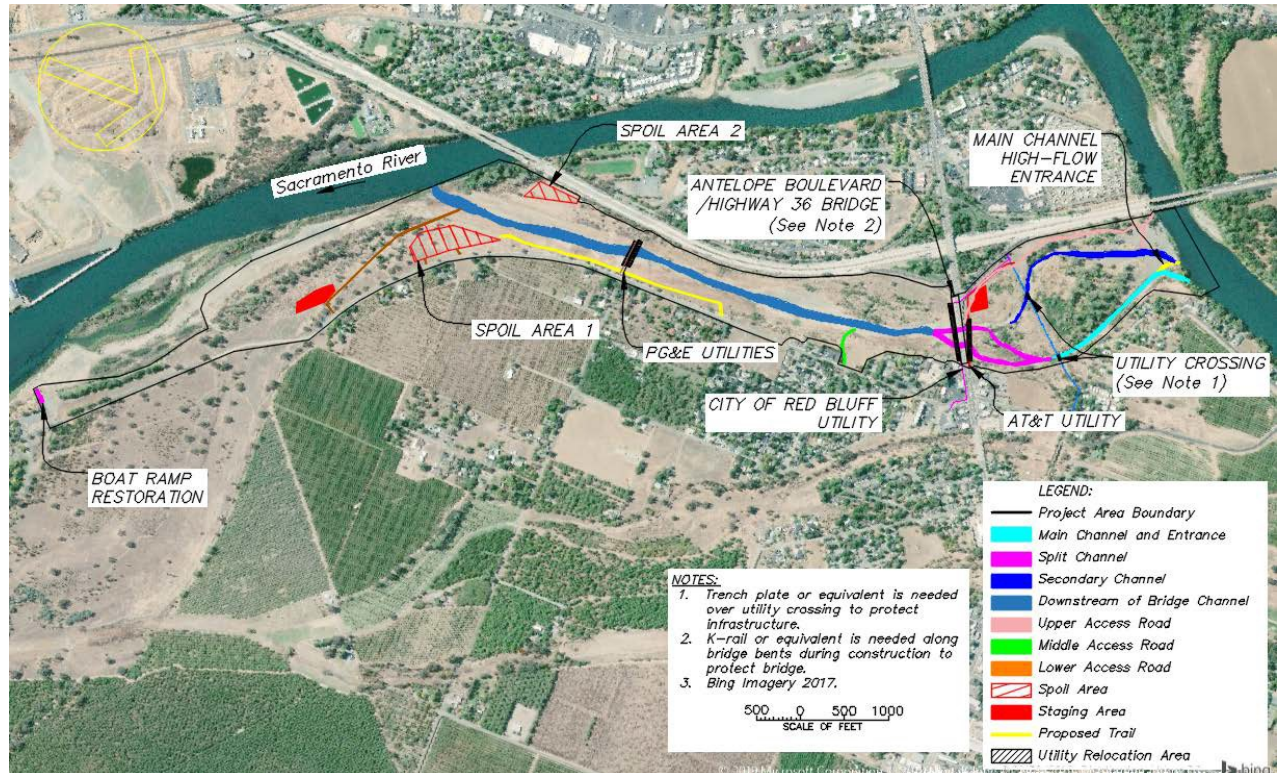 SPOIL AREA 2
MAIN CHANNEL
HIGH-FLOW
ENTRANCE
Sacramento River
ANTELOPE BOULEVARD
/HIGHWAY 36 BRIDGE
(See Note 2)
SPOIL AREA 1
PG&E UTILITIES
UTILITY CROSSING
(See Note 1)
CITY OF RED BLUFF
UTILITY
AT&T UTILITY
BOAT RAMP
RESTORATION
NOTES:
1. Trench plate or equivalent is needed
over utility crossing to protect
infrastructure.
2. K-rail or equivalent is needed along
bridge bents during construction to
protect bridge.
3. Bing Imagery 2017.
500 0 500 1000
SCALE OF FEET
LEGEND:
Project Area Boundary
Main Channel and Entrance
Split Channel
Secondary Channel
Downstream of Bridge Channel
Upper Access Road
Middle Access Road
Lower Access Road
Spoil Area
Staging Area
Proposed Trail
Utility Relocation Area
Microsoft Corporation
bing